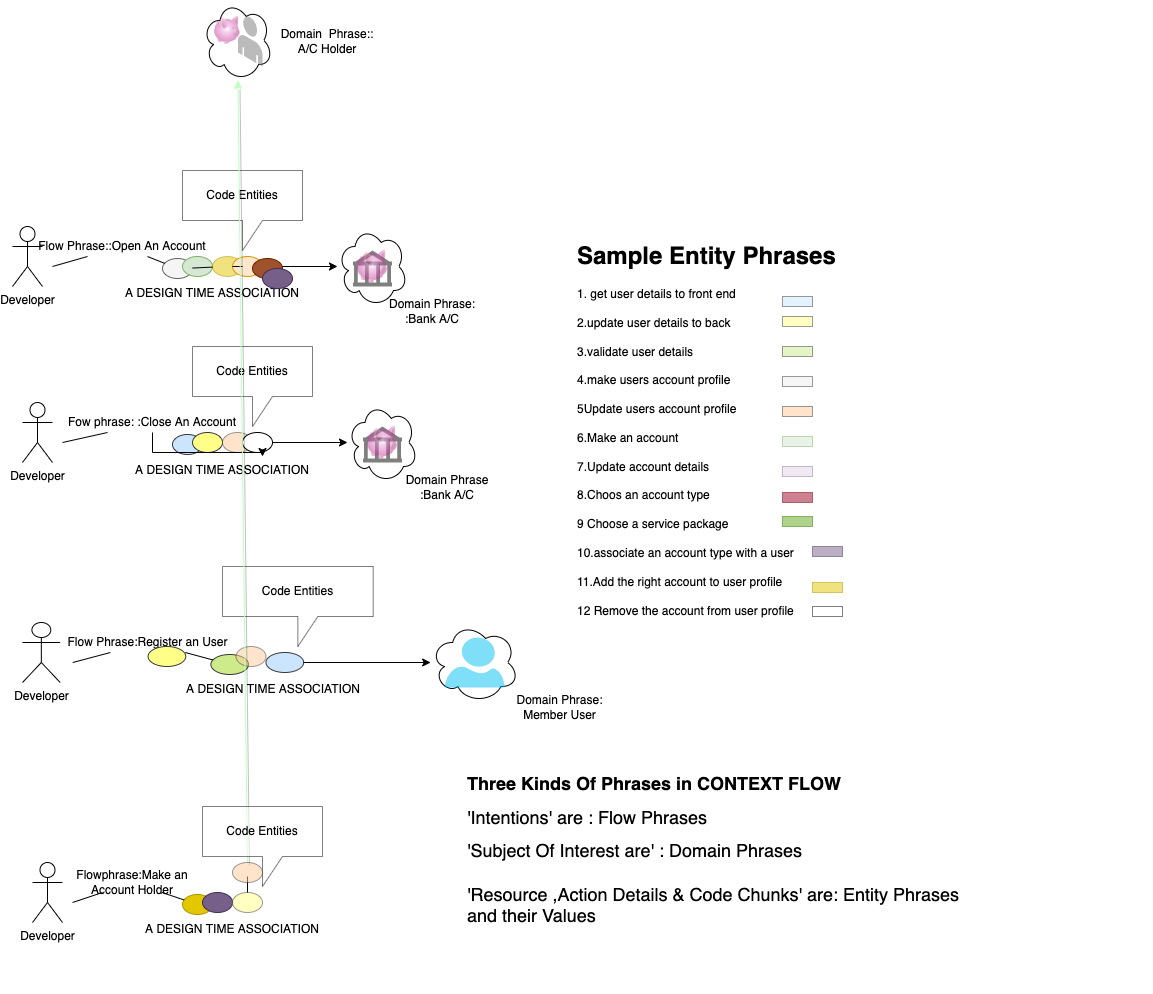 Domain  Phrase::
A/C Holder
Code Entities
Flow Phrase::Open An Account
Developer
A DESIGN TIME ASSOCIATION
Domain Phrase:
:Bank A/C
Code Entities
Fow phrase: :Close An Account
Developer
A DESIGN TIME ASSOCIATION
Domain Phrase
:Bank A/C
Code Entities
Flow Phrase:Register an User
Developer
A DESIGN TIME ASSOCIATION
Domain Phrase:
Member User
Code Entities
Flowphrase:Make an
Account Holder
Developer
A DESIGN TIME ASSOCIATION
Sample Entity Phrases
1. get user details to front end
2.update user details to back
3.validate user details
4.make users account profile
5Update users account profile
6.Make an account
7.Update account details
8.Choos an account type
9 Choose a service package
10.associate an account type with a user
11.Add the right account to user profile
12 Remove the account from user profile
Three Kinds Of Phrases in CONTEXT FLOW
'Intentions' are : Flow Phrases
'Subject Of Interest are' : Domain Phrases
'Resource ,Action Details & Code Chunks' are: Entity Phrases
and their Values